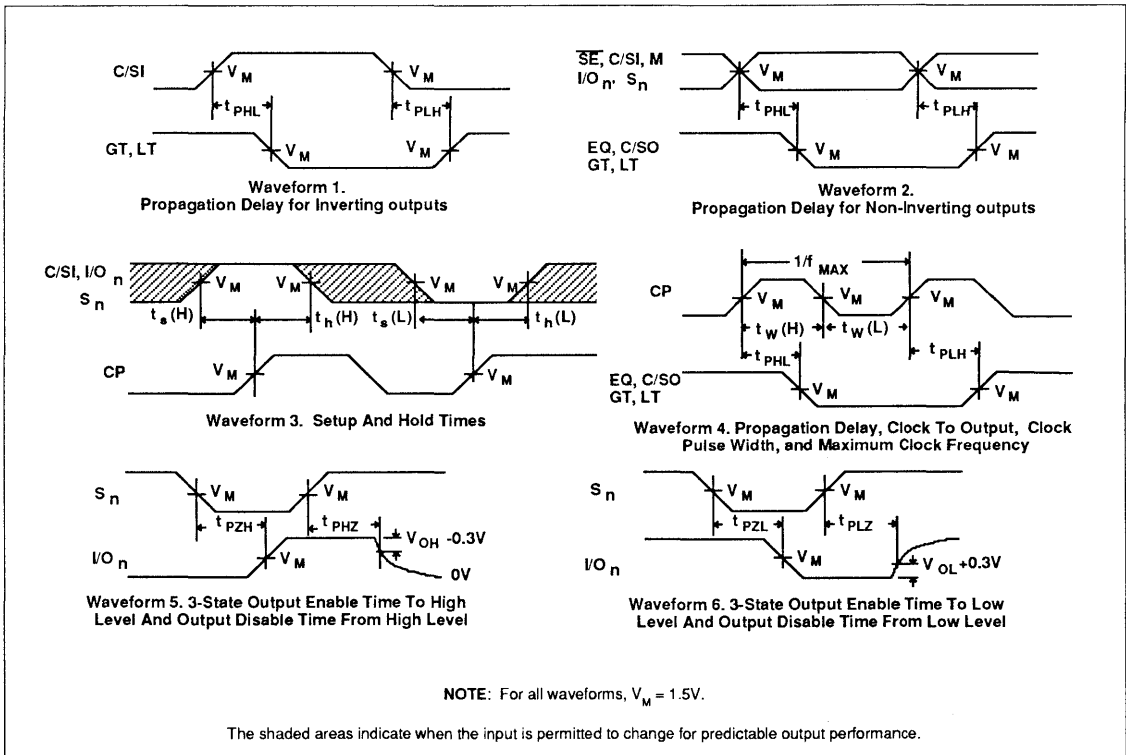 C/SI
V M
V M
t PHL
t PLH
GT, LT
V M
V M
Waveform 1.
Propagation Delay for Inverting outputs
SE, C/SI, M
I/O n, S n
V M
V M
t PHL
t PLH
EQ, C/SO
GT, LT
V M
V M
Waveform 2.
Propagation Delay for Non-Inverting outputs
C/SI, I/O n
S n
V M
V M
V M
V M
t s (H)
t h (H)
t s (L)
t h (L)
CP
V M
V M
Waveform 3. Setup And Hold Times
1/f MAX
CP
V M
V M
V M
t W (H)
t W (L)
t PHL
t PLH
EQ, C/SO
GT, LT
V M
V M
Waveform 4. Propagation Delay, Clock To Output, Clock
Pulse Width, and Maximum Clock Frequency
S n
V M
V M
t PZH
t PHZ
V OH -0.3V
I/O n
V M
0V
Waveform 5. 3-State Output Enable Time To High
Level And Output Disable Time From High Level
S n
V M
V M
t PZL
t PLZ
I/O n
V M
V OL +0.3V
Waveform 6. 3-State Output Enable Time To Low
Level And Output Disable Time From Low Level
NOTE: For all waveforms, V M = 1.5V.
The shaded areas indicate when the input is permitted to change for predictable output performance.